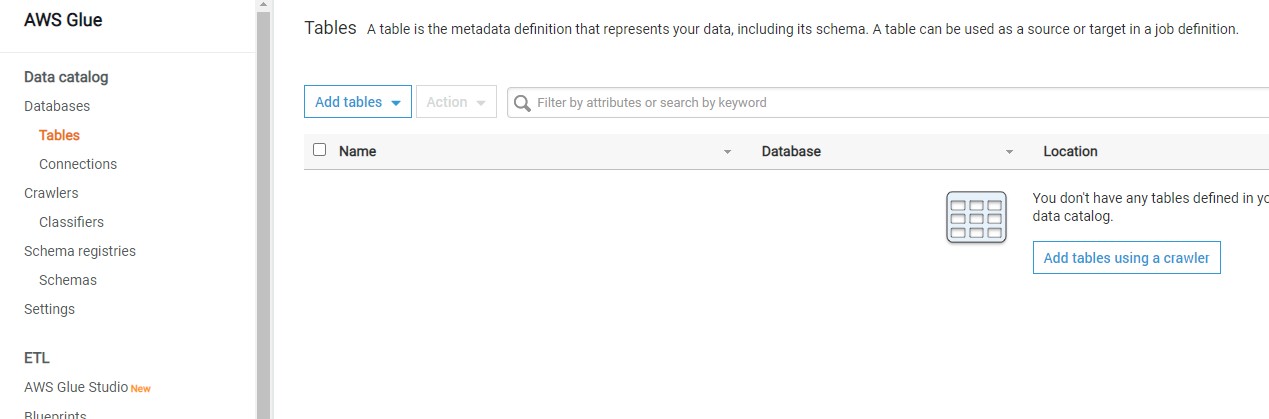 AWS Glue
Data catalog
Databases
Tables
Connections
Crawlers
Classifiers
Schema registries
Schemas
Settings
ETL
AWS Glue Studio New
Blueprints
Tables A table is the metadata definition that represents your data, including its schema. A table can be used as a source or target in a job definition.
Add tables Action Filter by attributes or search by keyword
Name Database Location
You don't have any tables defined in
data catalog.
Add tables using a crawler